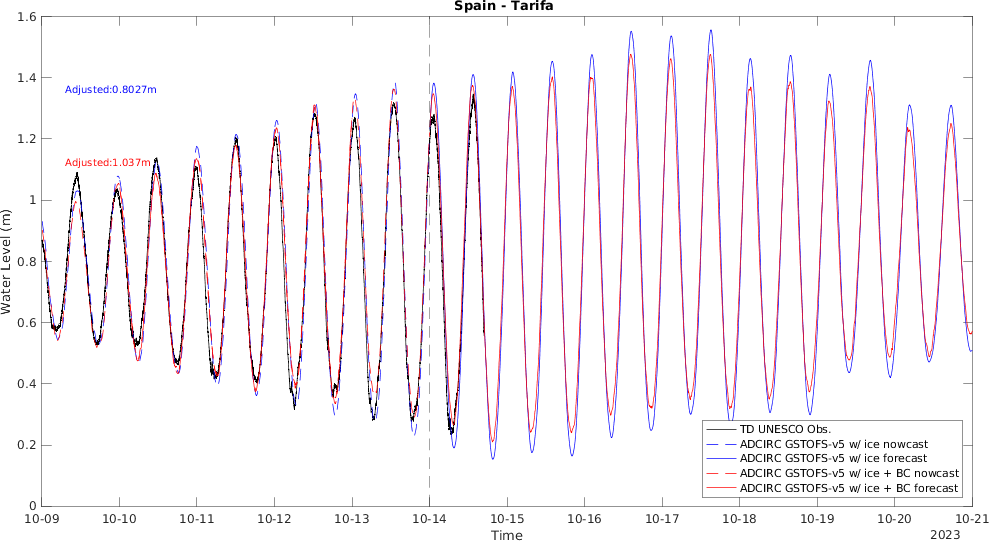 Spain - Tarifa
1.6
1.4
1.2
1
0.8
0.6
0.4
0.2
0
Water Level (m)
Adjusted:0.8027m
Adjusted:1.037m
TD UNESCO Obs.
ADCIRC GSTOFS-v5 w/ ice nowcast
ADCIRC GSTOFS-v5 w/ ice forecast
ADCIRC GSTOFS-v5 w/ ice + BC nowcast
ADCIRC GSTOFS-v5 w/ ice + BC forecast
10-09 10-10 10-11 10-12 10-13 10-14 10-15 10-16 10-17 10-18 10-19 10-20 10-21
Time
2023